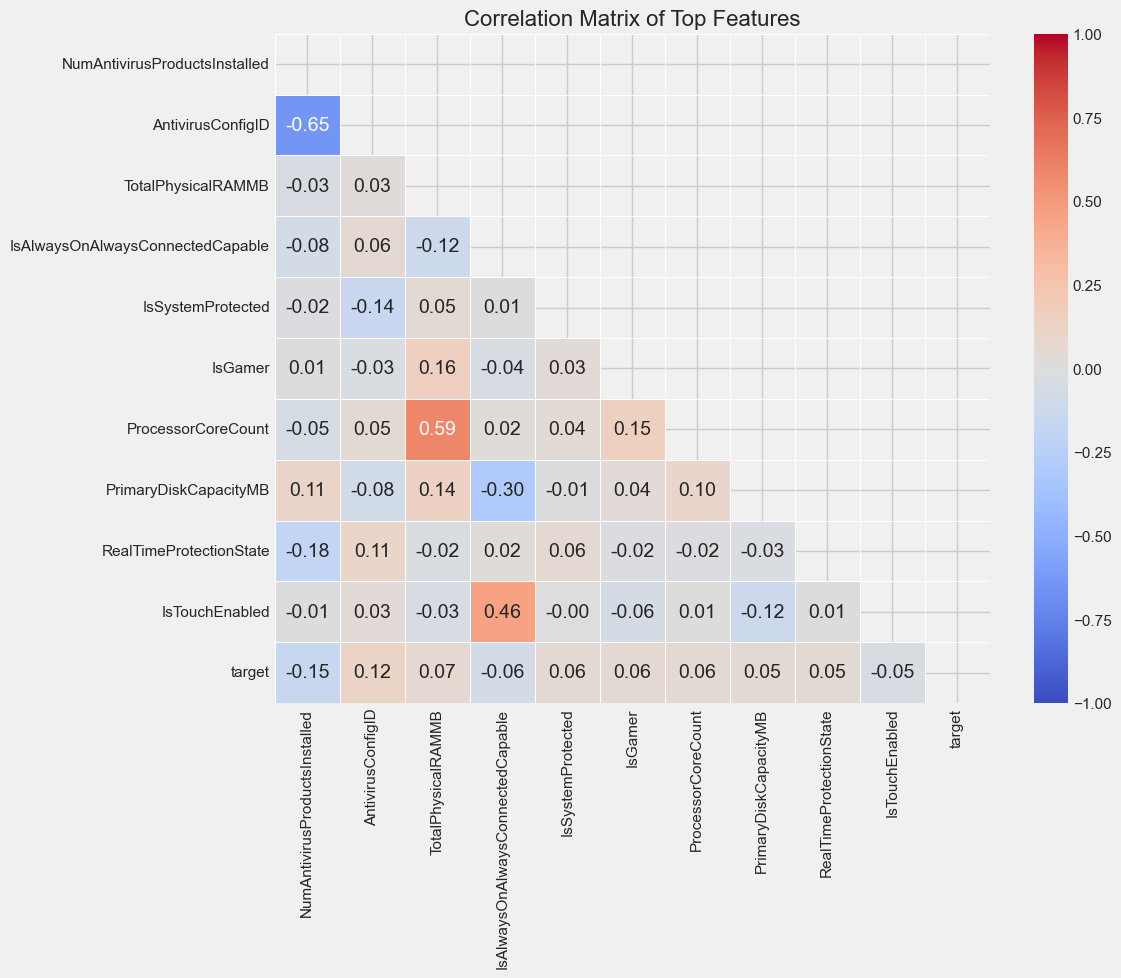 Correlation Matrix of Top Features
NumAntivirusProductsInstalled
AntivirusConfigID -0.65
TotalPhysicalRAMMB -0.03 0.03
IsAlwaysOnAlwaysConnectedCapable -0.08 0.06 -0.12
IsSystemProtected -0.02 -0.14 0.05 0.01
IsGamer 0.01 -0.03 0.16 -0.04 0.03
ProcessorCoreCount -0.05 0.05 0.59 0.02 0.04 0.15
PrimaryDiskCapacityMB 0.11 -0.08 0.14 -0.30 -0.01 0.04 0.10
RealTimeProtectionState -0.18 0.11 -0.02 0.02 0.06 -0.02 -0.02 -0.03
IsTouchEnabled -0.01 0.03 -0.03 0.46 -0.00 -0.06 0.01 -0.12 0.01
target -0.15 0.12 0.07 -0.06 0.06 0.06 0.06 0.05 0.05 -0.05
NumAntivirusProductsInstalled
AntivirusConfigID
TotalPhysicalRAMMB
IsAlwaysOnAlwaysConnectedCapable
IsSystemProtected
IsGamer
ProcessorCoreCount
PrimaryDiskCapacityMB
RealTimeProtectionState
IsTouchEnabled
target
1.00
0.75
0.50
0.25
0.00
−0.25
−0.50
−0.75
−1.00